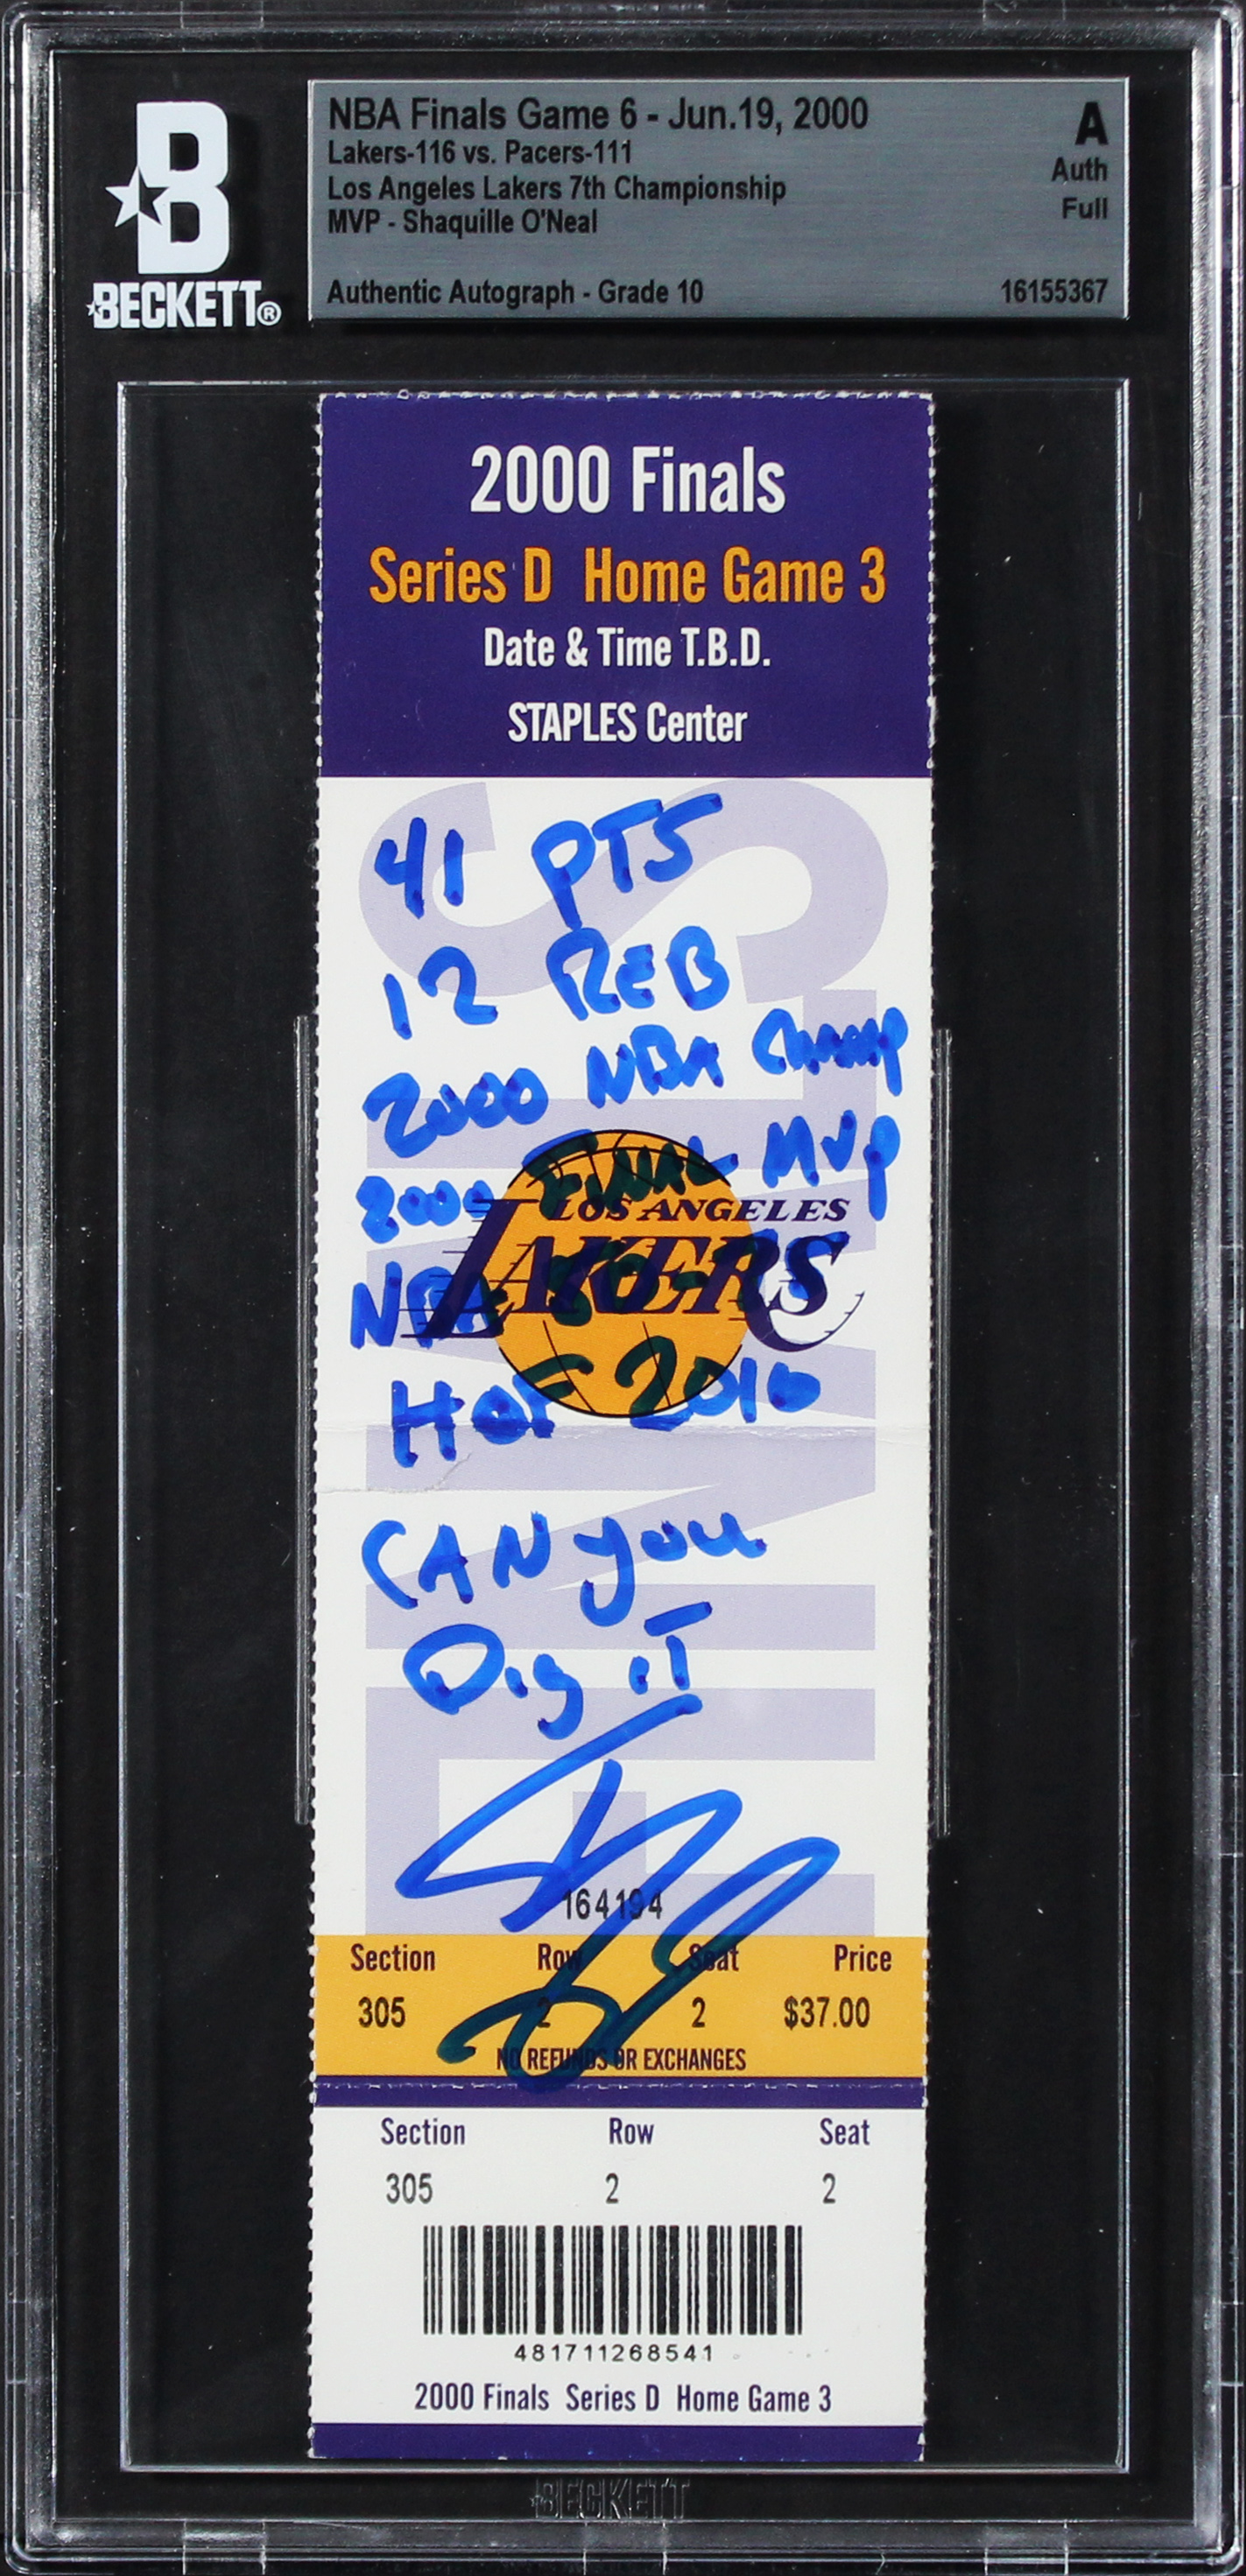 B
BECKETT®
NBA Finals Game 6 - Jun.19, 2000
Lakers-116 vs. Pacers-111
Los Angeles Lakers 7th Championship
MVP - Shaquille O'Neal
Authentic Autograph - Grade 10
A
Auth
Full
16155367
2000 Finals
Series D Home Game 3
Date & Time T.B.D.
STAPLES Center
41 PTS
12 REB
2000 NBA Champ
2000 FINAL MVP
LOS ANGELES
LAKERS
NBA
HOF 2016
CAN you
Dig iT
164194
Section Row Seat Price
305 2 2 $37.00
NO REFUNDS OR EXCHANGES
Section Row Seat
305 2 2
481711268541
2000 Finals Series D Home Game 3
BECKETT